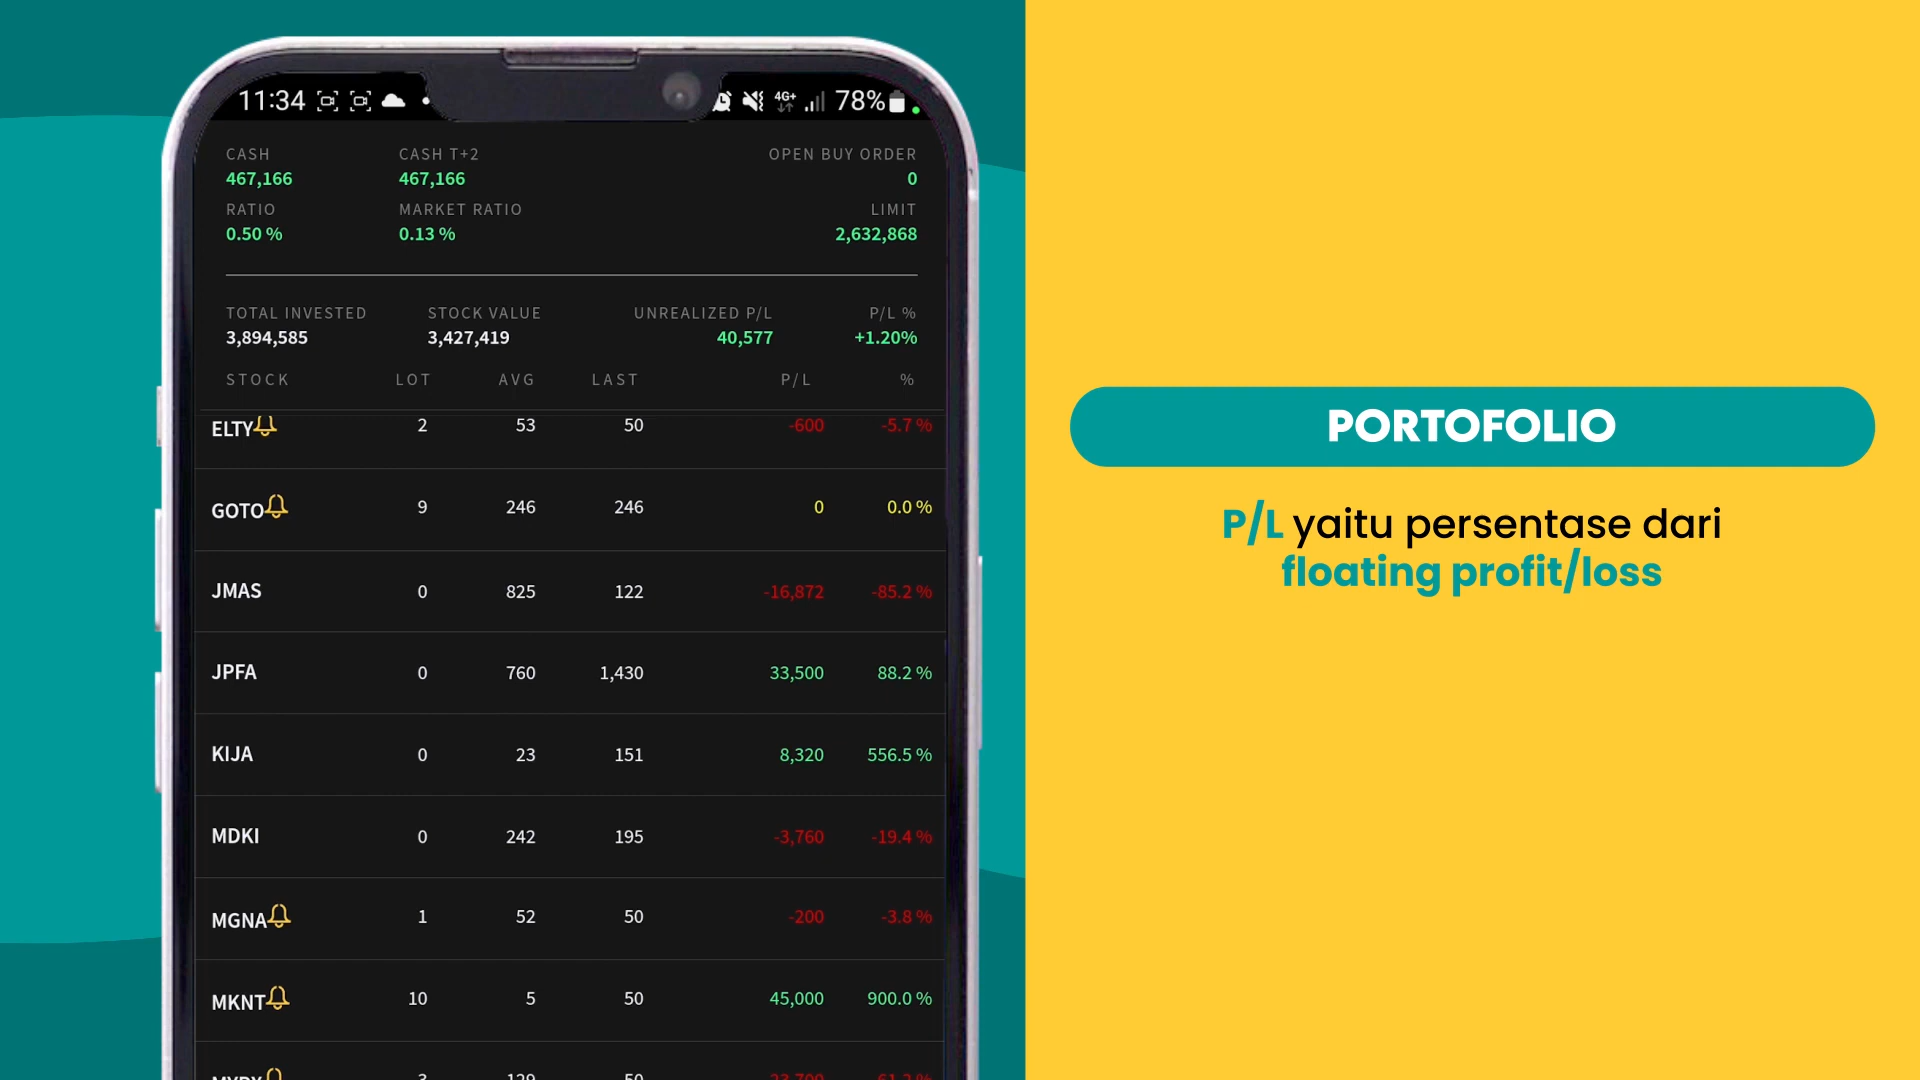 11:34 4G+ 78%
CASH CASH T+2 OPEN BUY ORDER
467,166 467,166 0
RATIO MARKET RATIO LIMIT
0.50 % 0.13 % 2,632,868
TOTAL INVESTED STOCK VALUE UNREALIZED P/L P/L %
3,894,585 3,427,419 40,577 +1.20%
STOCK LOT AVG LAST P/L %
ELTY 2 53 50 -600 -5.7 %
GOTO 9 246 246 0 0.0 %
JMAS 0 825 122 -16,872 -85.2 %
JPFA 0 760 1,430 33,500 88.2 %
KIJA 0 23 151 8,320 556.5 %
MDKI 0 242 195 -3,760 -19.4 %
MGNA 1 52 50 -200 -3.8 %
MKNT 10 5 50 45,000 900.0 %
PORTOFOLIO
P/L yaitu persentase dari
floating profit/loss